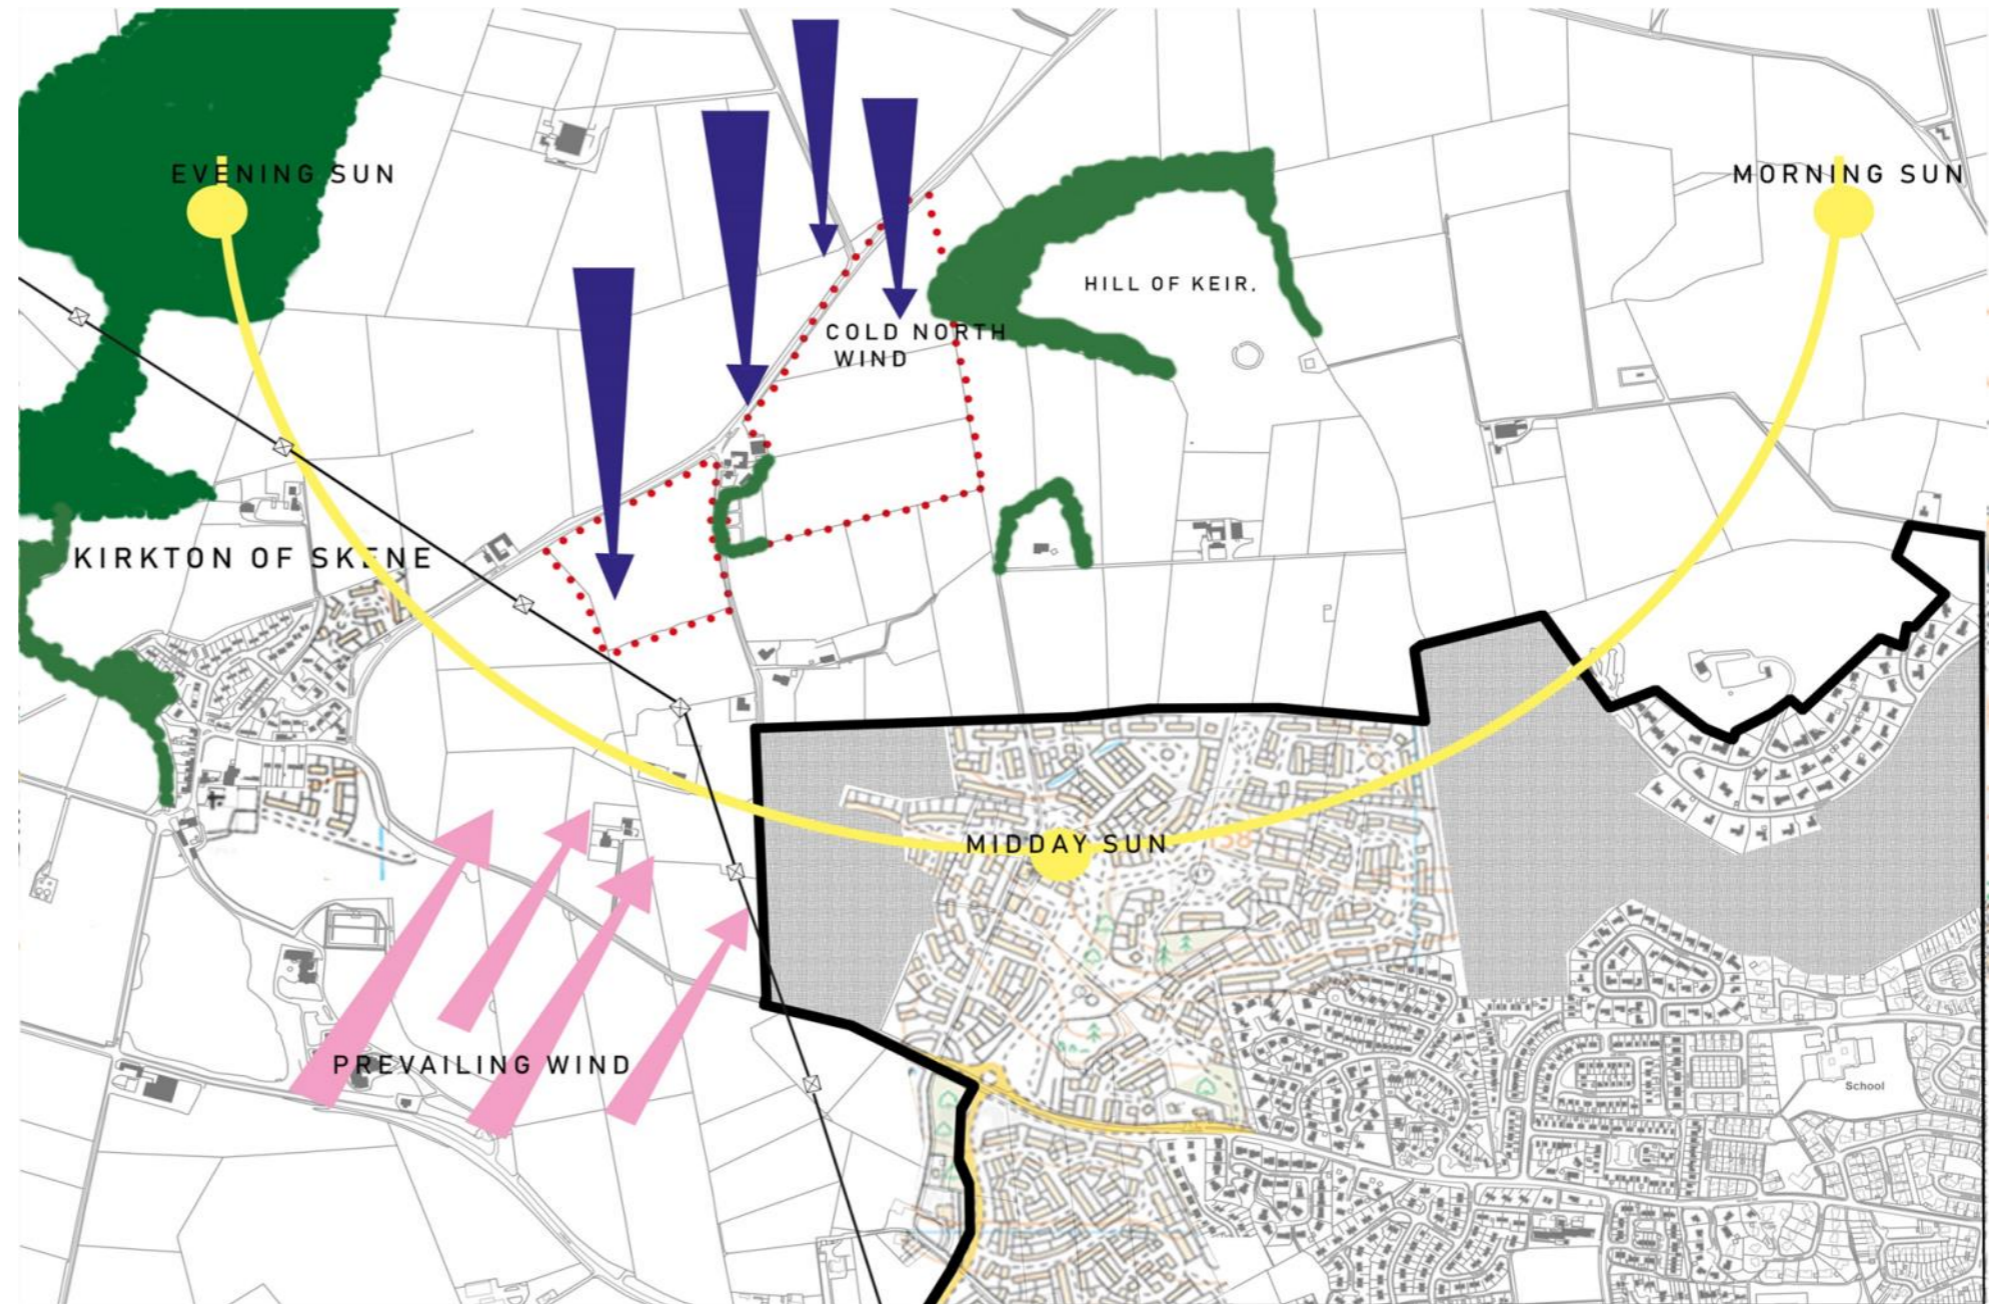 EVENING SUN
MORNING SUN
HILL OF KEIR.
COLD NORTH
WIND
KIRKTON OF SKENE
MIDDAY SUN
PREVAILING WIND
School